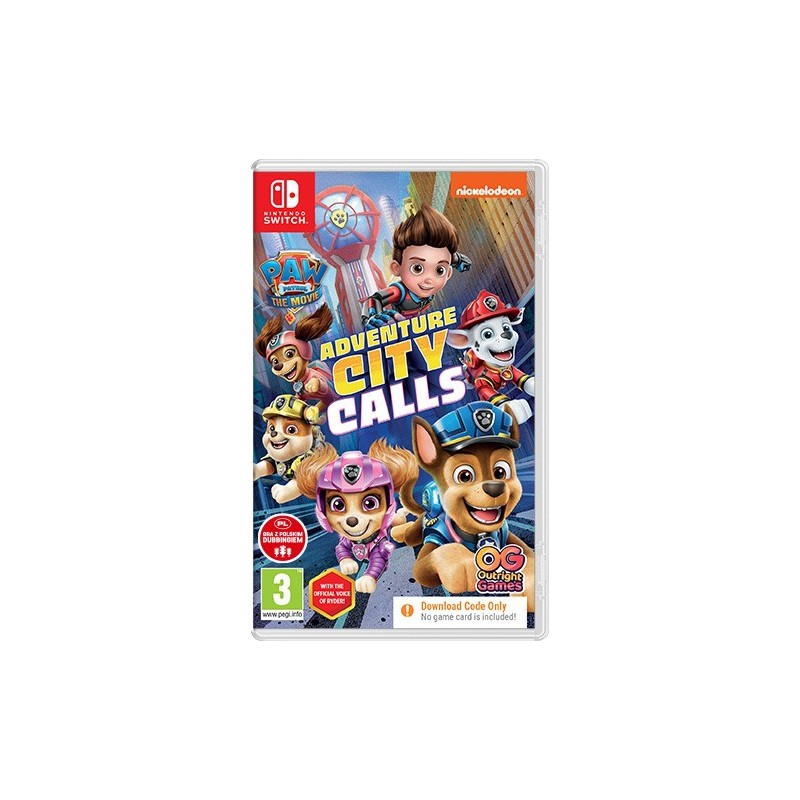 NINTENDO
SWITCH.
nickelodeon
PAW
PATROL
THE MOVIE
ADVENTURE
CITY
CALLS
PL
GRA Z POLSKIM
DUBBINGIEM
3
www.pegi.info
WITH THE
OFFICIAL VOICE
OF RYDER!
OG
Outright
Games
! Download Code Only
No game card is included!